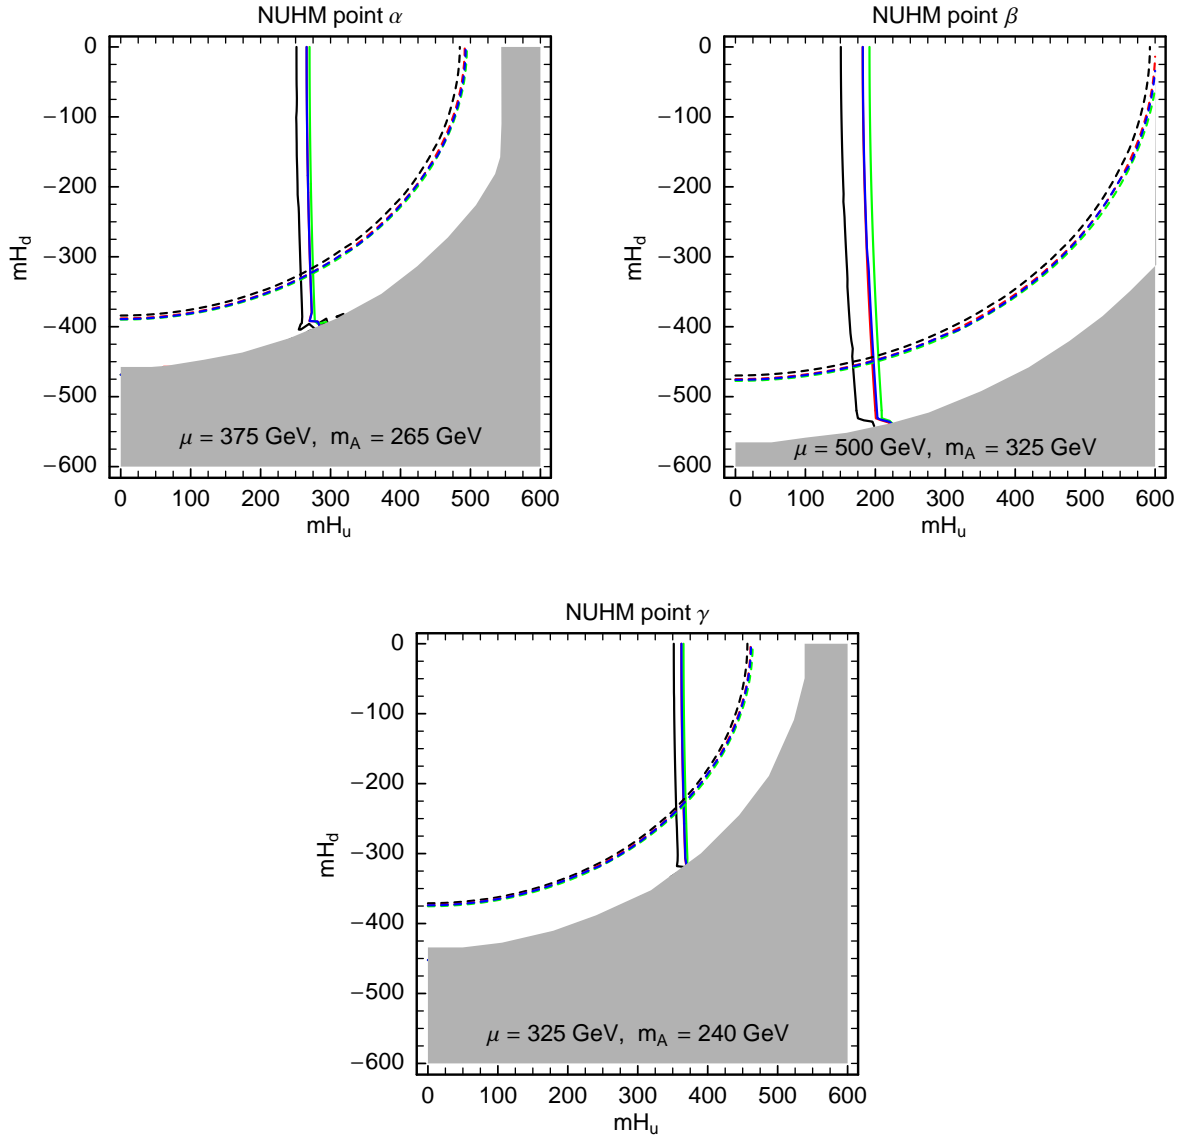 NUHM point α
0
−100
−200
−300
−400
−500
−600
mH_d
μ = 375 GeV, m_A = 265 GeV
0 100 200 300 400 500 600
mH_u
NUHM point β
0
−100
−200
−300
−400
−500
−600
mH_d
μ = 500 GeV, m_A = 325 GeV
0 100 200 300 400 500 600
mH_u
NUHM point γ
0
−100
−200
−300
−400
−500
−600
mH_d
μ = 325 GeV, m_A = 240 GeV
0 100 200 300 400 500 600
mH_u